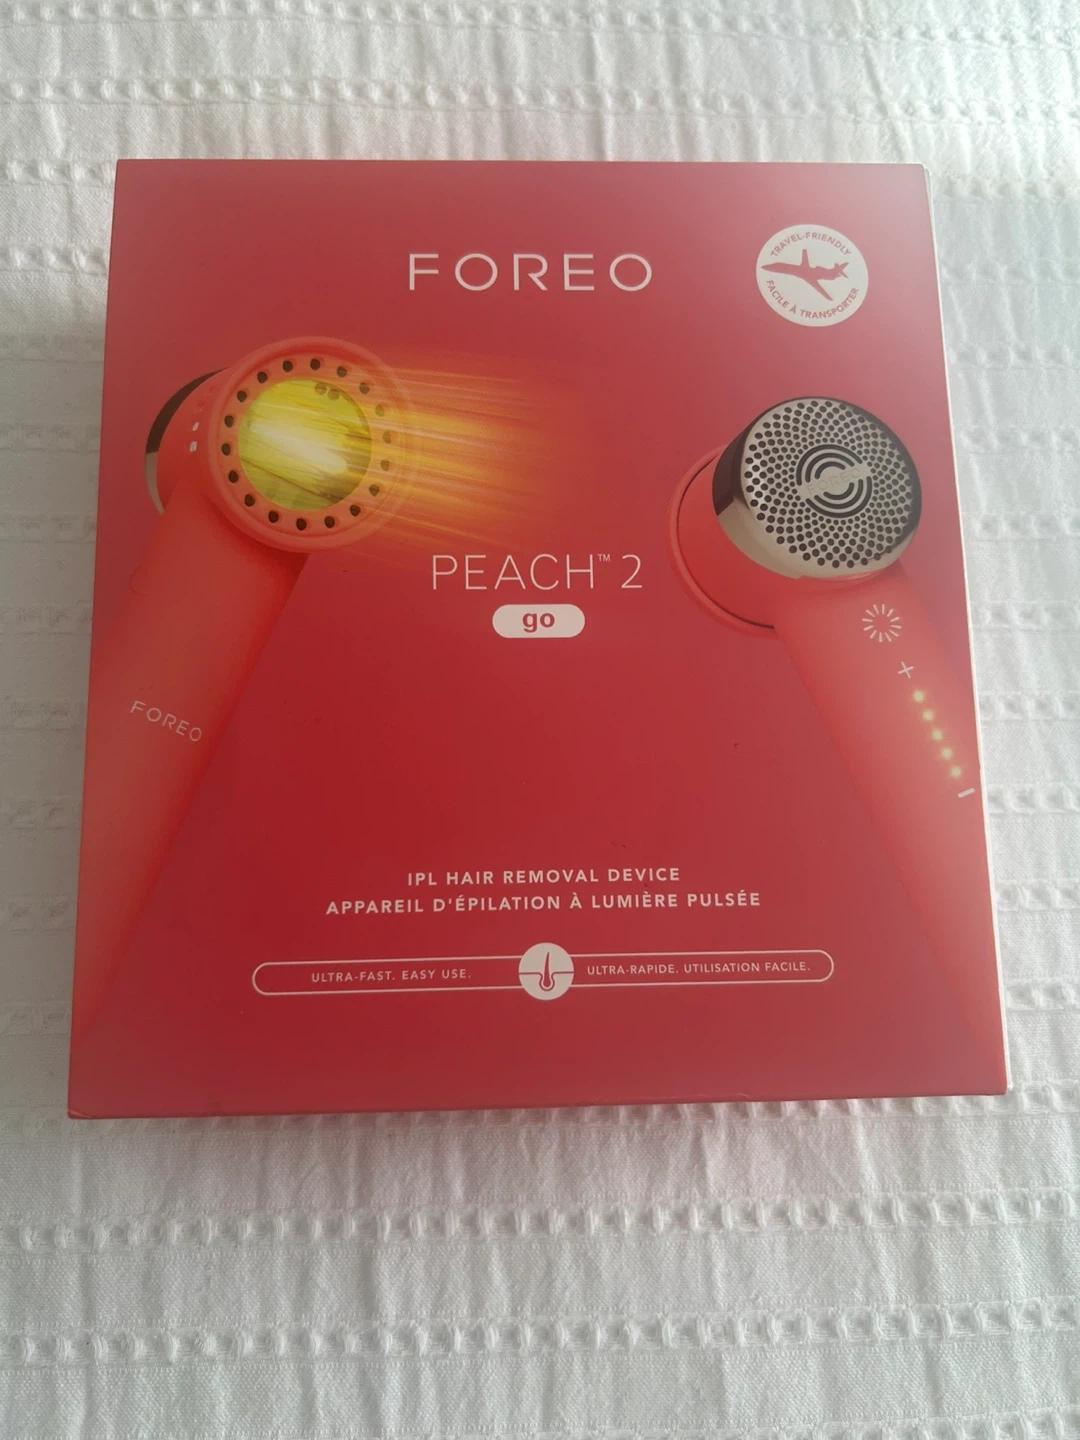 FOREO
TRAVEL-FRIENDLY
FACILE À TRANSPORTER
FOREO
PEACH™ 2
go
FOREO
+
-
IPL HAIR REMOVAL DEVICE
APPAREIL D'ÉPILATION À LUMIÈRE PULSÉE
ULTRA-FAST. EASY USE.
ULTRA-RAPIDE. UTILISATION FACILE.